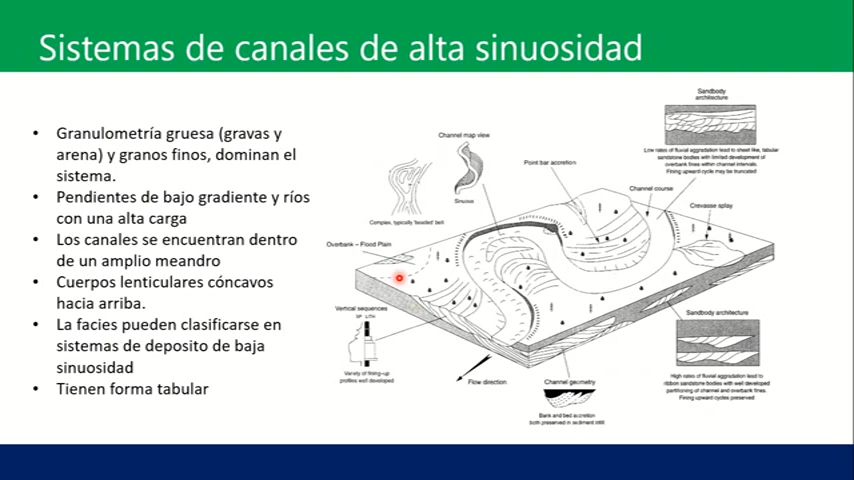 Sistemas de canales de alta sinuosidad
• Granulometría gruesa (gravas y
arena) y granos finos, dominan el
sistema.
• Pendientes de bajo gradiente y ríos
con una alta carga
• Los canales se encuentran dentro
de un amplio meandro
• Cuerpos lenticulares cóncavos
hacia arriba.
• La facies pueden clasificarse en
sistemas de deposito de baja
sinuosidad
• Tienen forma tabular
Sandbody
architecture
Low rates of fluvial aggradation lead to sheet like, tabular
sandstone bodies with limited development of
overbank fines within channel intervals.
Fining upward cycle may be truncated
Channel map view
Sinuous
Complex, typically 'beaded' belt
Point bar accretion
Channel course
Crevasse splay
Overbank – Flood Plain
Vertical sequences
SP LITH
Variety of fining-up
profiles well developed
Flow direction
Channel geometry
Bank and bed accretion
both preserved in sediment infill
Sandbody architecture
High rates of fluvial aggradation lead to
ribbon sandstone bodies with well developed
partitioning of channel and overbank fines.
Fining upward cycles preserved